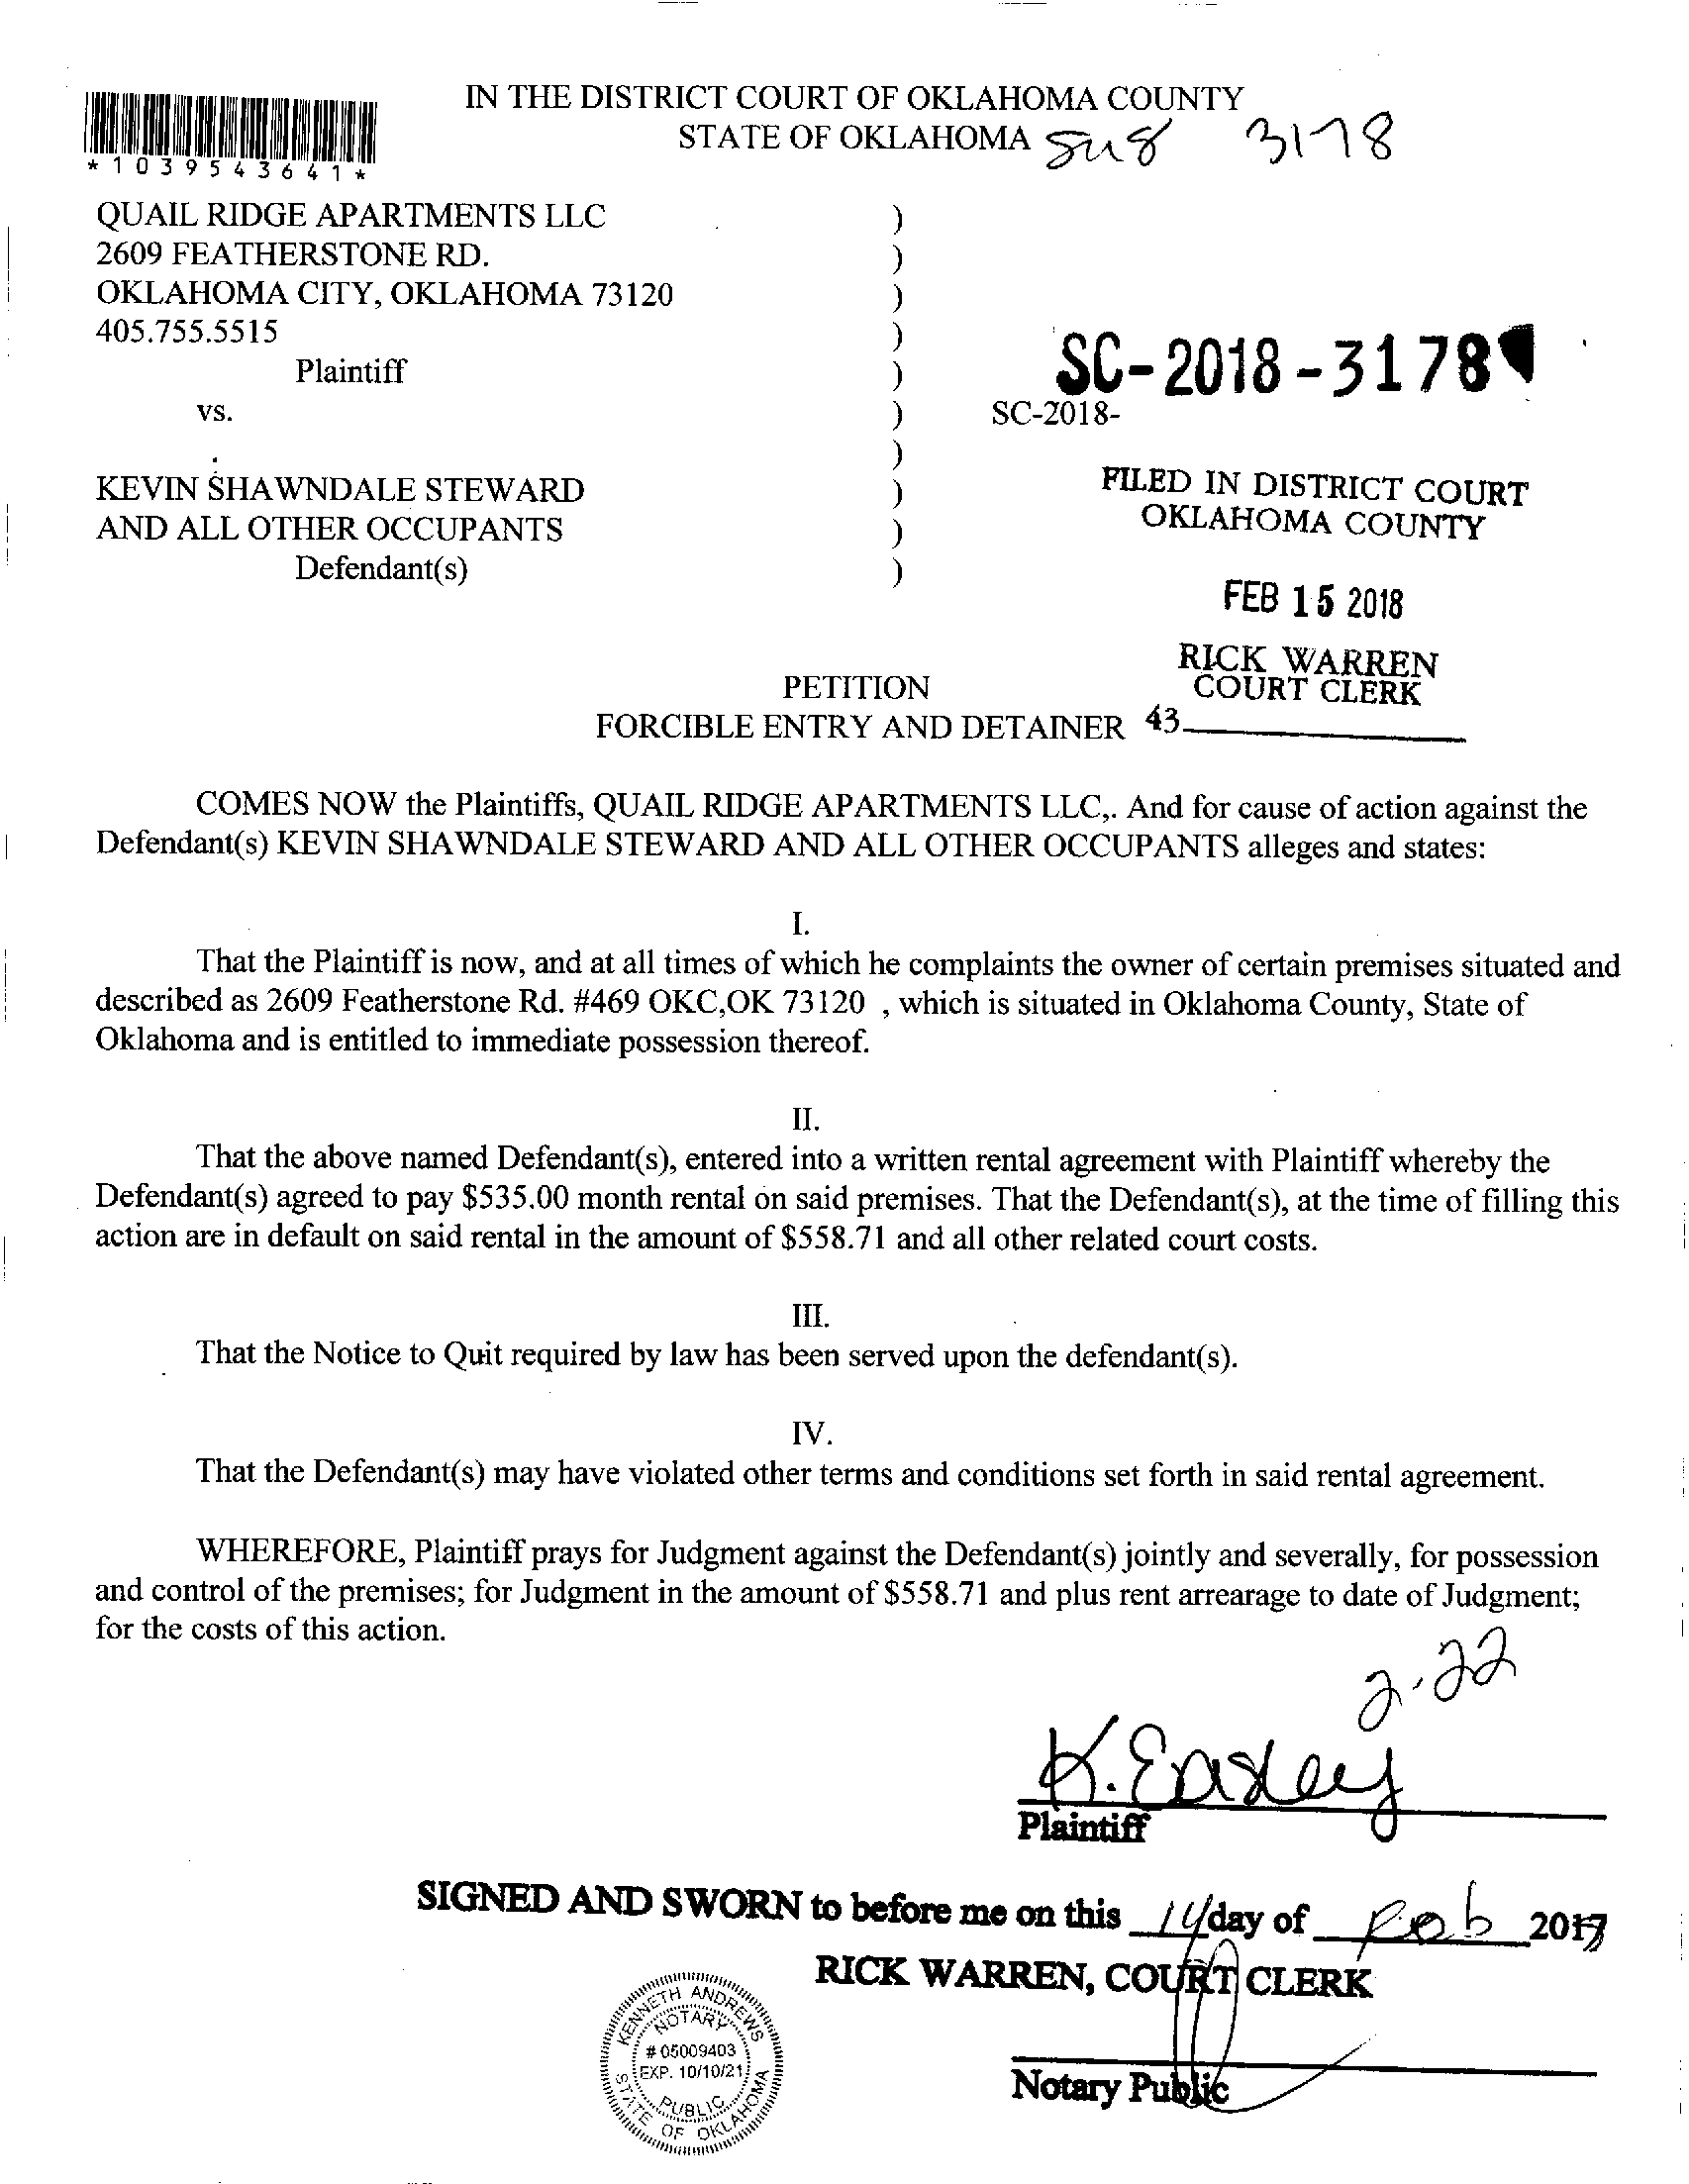 IN THE DISTRICT COURT OF OKLAHOMA COUNTY
STATE OF OKLAHOMA 3178
*1039543641*
QUAIL RIDGE APARTMENTS LLC )
2609 FEATHERSTONE RD. )
OKLAHOMA CITY, OKLAHOMA 73120 )
405.755.5515 )
Plaintiff )
SC-2018-3178
vs. ) SC-2018-
)
KEVIN SHAWNDALE STEWARD )
AND ALL OTHER OCCUPANTS )
Defendant(s) )
FILED IN DISTRICT COURT
OKLAHOMA COUNTY
FEB 15 2018
RICK WARREN
COURT CLERK
43
PETITION
FORCIBLE ENTRY AND DETAINER
COMES NOW the Plaintiffs, QUAIL RIDGE APARTMENTS LLC,. And for cause of action against the
Defendant(s) KEVIN SHAWNDALE STEWARD AND ALL OTHER OCCUPANTS alleges and states:
I.
That the Plaintiff is now, and at all times of which he complaints the owner of certain premises situated and
described as 2609 Featherstone Rd. #469 OKC,OK 73120 , which is situated in Oklahoma County, State of
Oklahoma and is entitled to immediate possession thereof.
II.
That the above named Defendant(s), entered into a written rental agreement with Plaintiff whereby the
Defendant(s) agreed to pay $535.00 month rental on said premises. That the Defendant(s), at the time of filling this
action are in default on said rental in the amount of $558.71 and all other related court costs.
III.
That the Notice to Quit required by law has been served upon the defendant(s).
IV.
That the Defendant(s) may have violated other terms and conditions set forth in said rental agreement.
WHEREFORE, Plaintiff prays for Judgment against the Defendant(s) jointly and severally, for possession
and control of the premises; for Judgment in the amount of $558.71 and plus rent arrearage to date of Judgment;
for the costs of this action.
2.22
K. Easley
Plaintiff
SIGNED AND SWORN to before me on this 14 day of Feb 201
RICK WARREN, COURT CLERK
Notary Public
KENNETH ANDREWS
NOTARY
# 05009403
EXP. 10/10/21
PUBLIC
STATE OF OKLAHOMA